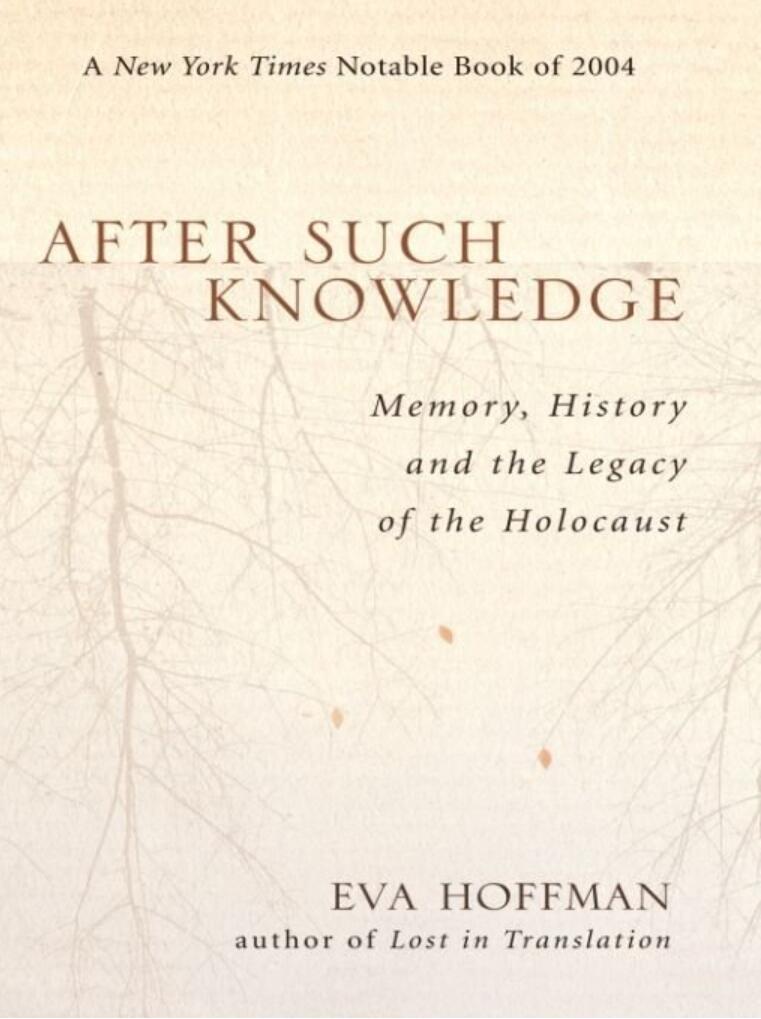 A New York Times Notable Book of 2004
AFTER SUCH
KNOWLEDGE
Memory, History
and the Legacy
of the Holocaust
EVA HOFFMAN
author of Lost in Translation